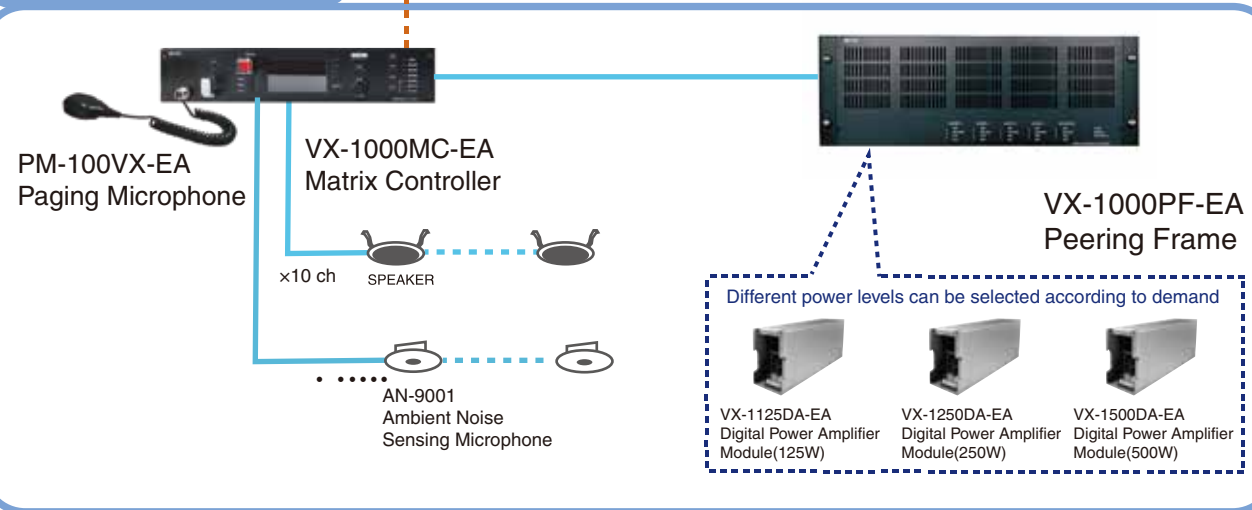 PM-100VX-EA
Paging Microphone
VX-1000MC-EA
Matrix Controller
×10 ch
SPEAKER
AN-9001
Ambient Noise
Sensing Microphone
VX-1000PF-EA
Peering Frame
Different power levels can be selected according to demand
VX-1125DA-EA
Digital Power Amplifier
Module(125W)
VX-1250DA-EA
Digital Power Amplifier
Module(250W)
VX-1500DA-EA
Digital Power Amplifier
Module(500W)